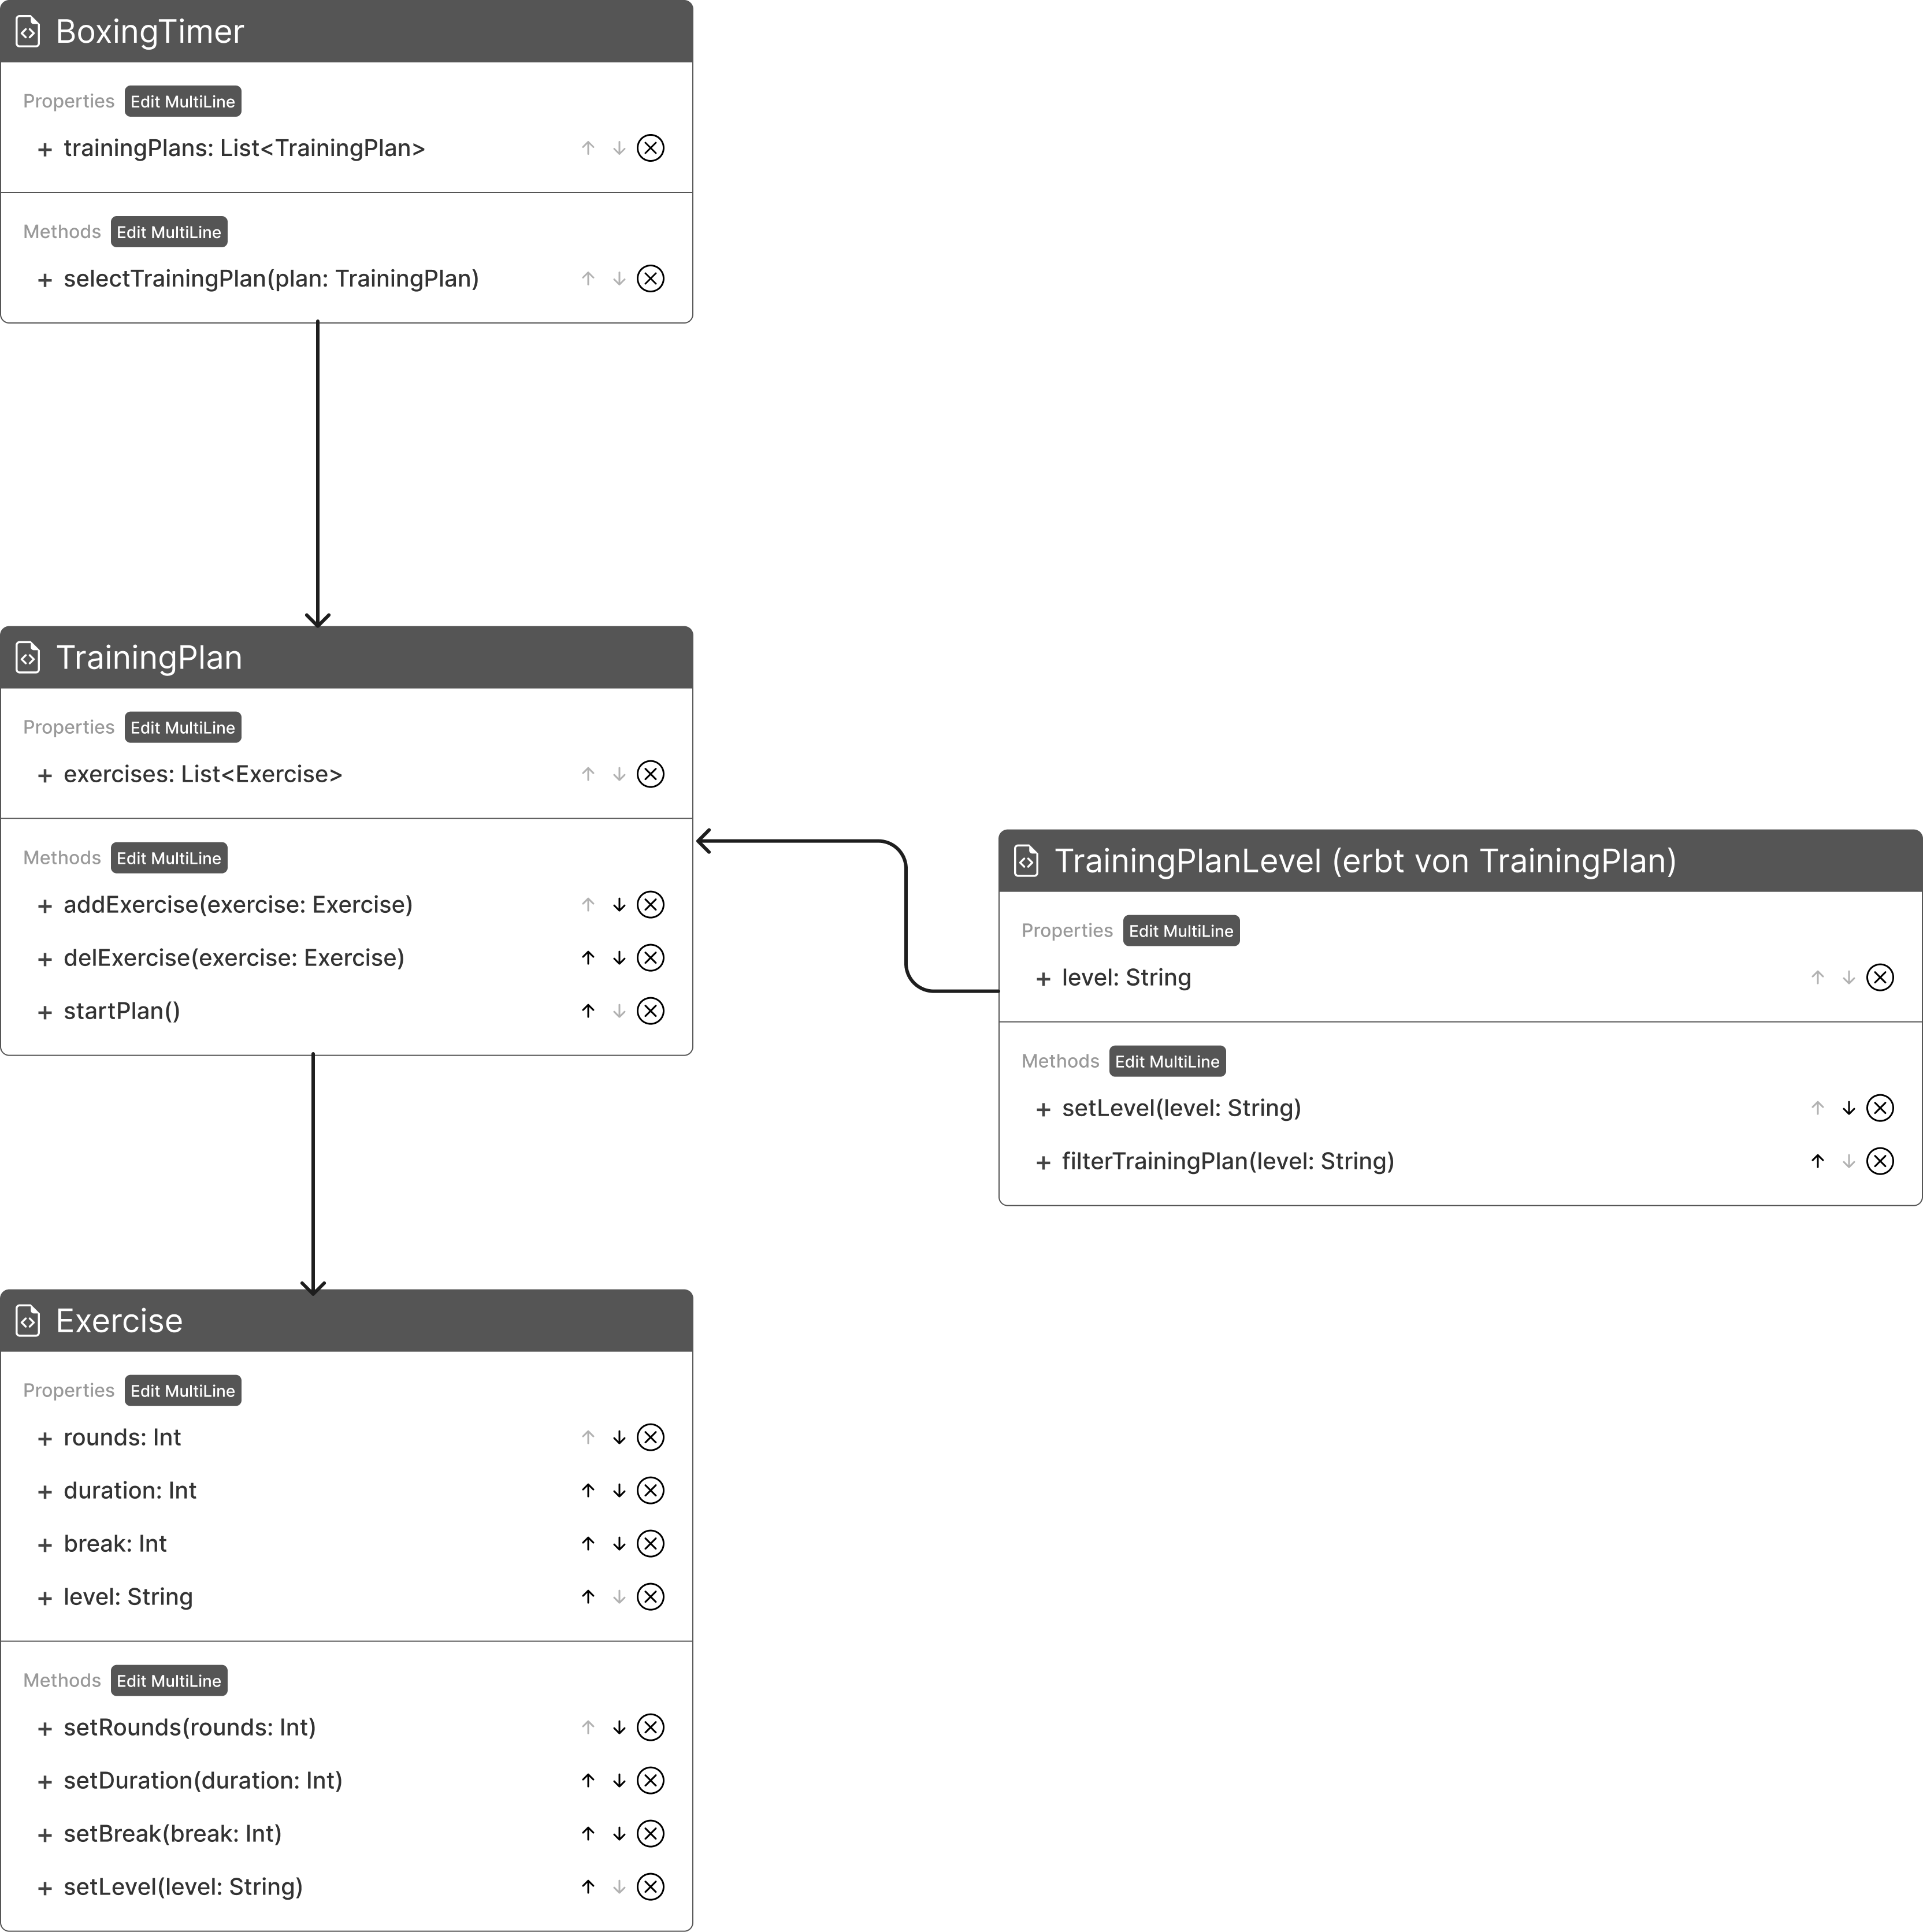 BoxingTimer
Properties Edit MultiLine
+ trainingPlans: List<TrainingPlan>
Methods Edit MultiLine
+ selectTrainingPlan(plan: TrainingPlan)
TrainingPlan
Properties Edit MultiLine
+ exercises: List<Exercise>
Methods Edit MultiLine
+ addExercise(exercise: Exercise)
+ delExercise(exercise: Exercise)
+ startPlan()
TrainingPlanLevel (erbt von TrainingPlan)
Properties Edit MultiLine
+ level: String
Methods Edit MultiLine
+ setLevel(level: String)
+ filterTrainingPlan(level: String)
Exercise
Properties Edit MultiLine
+ rounds: Int
+ duration: Int
+ break: Int
+ level: String
Methods Edit MultiLine
+ setRounds(rounds: Int)
+ setDuration(duration: Int)
+ setBreak(break: Int)
+ setLevel(level: String)